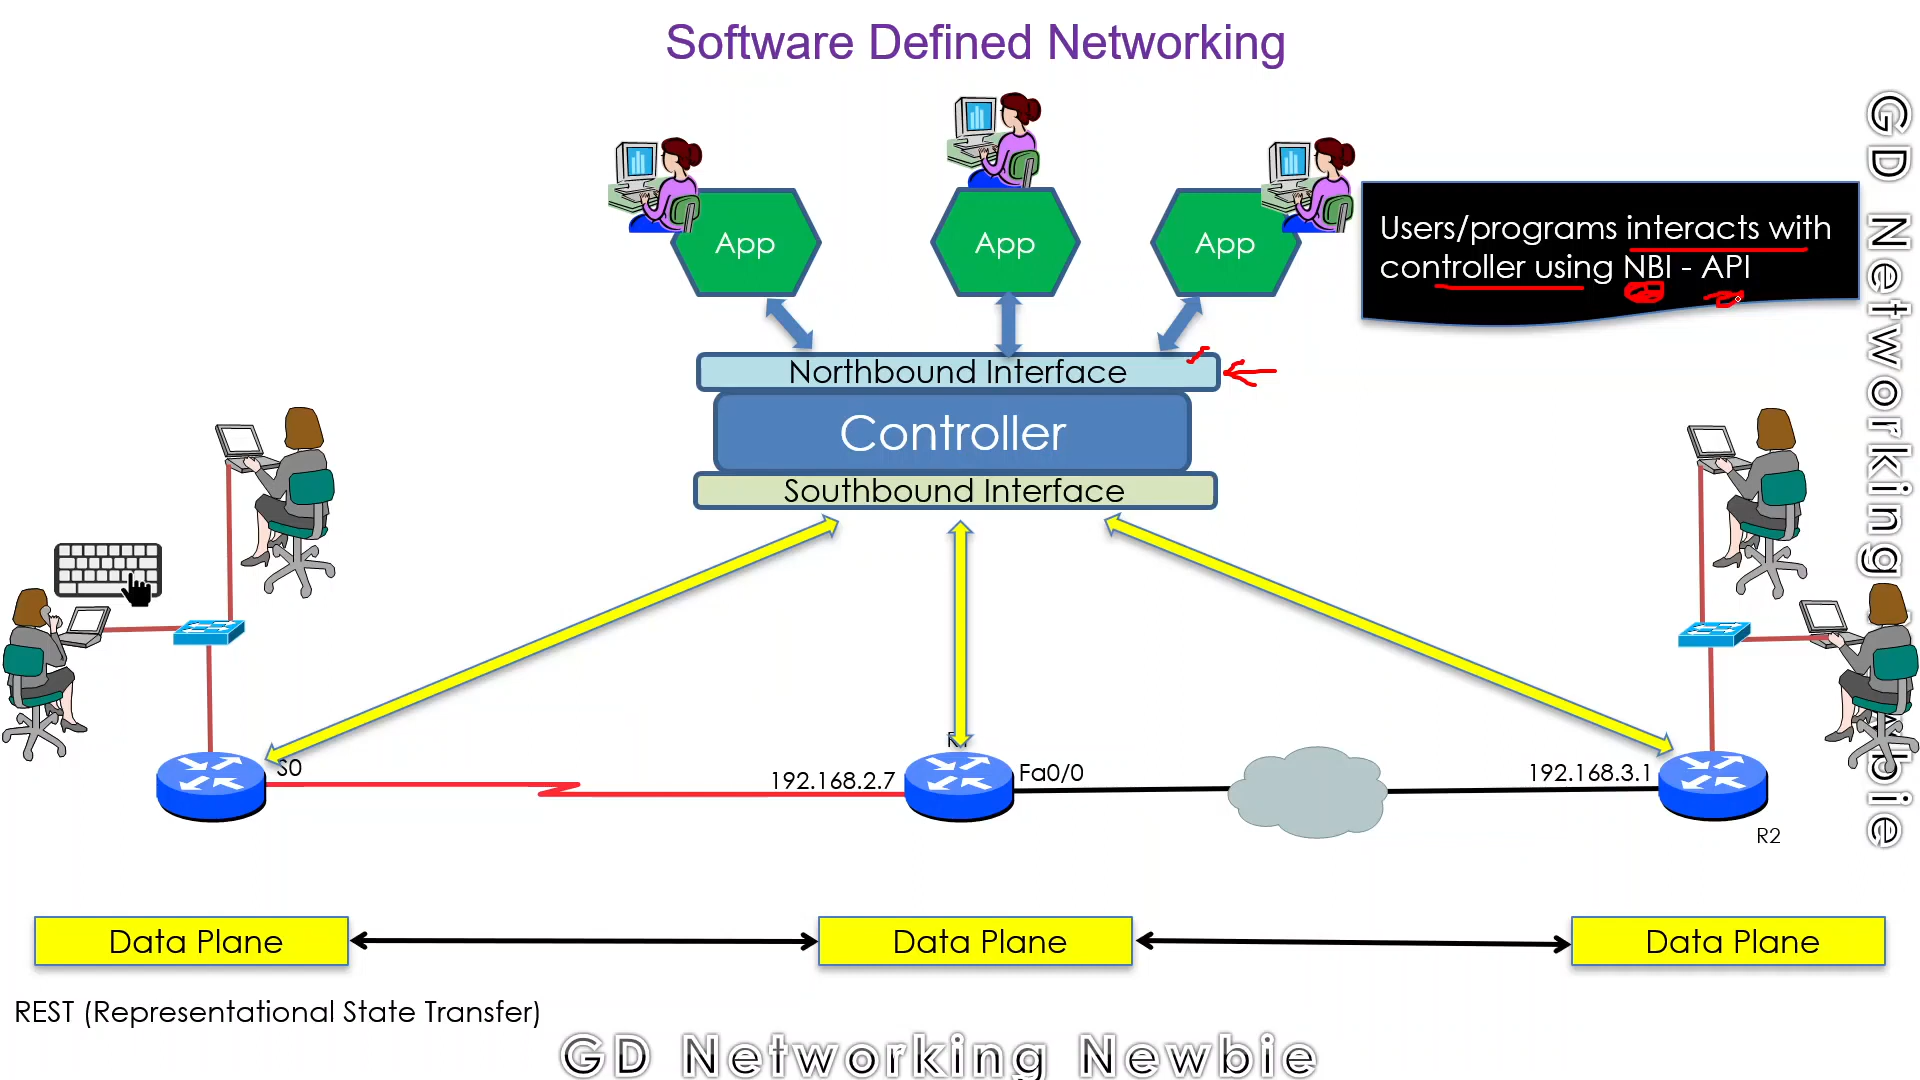 Software Defined Networking
App
App
App
Users/programs interacts with
controller using NBI - API
Northbound Interface
Controller
Southbound Interface
S0
192.168.2.7
Fa0/0
192.168.3.1
R2
Data Plane
Data Plane
Data Plane
REST (Representational State Transfer)
GD Networking Newbie
GD Networking